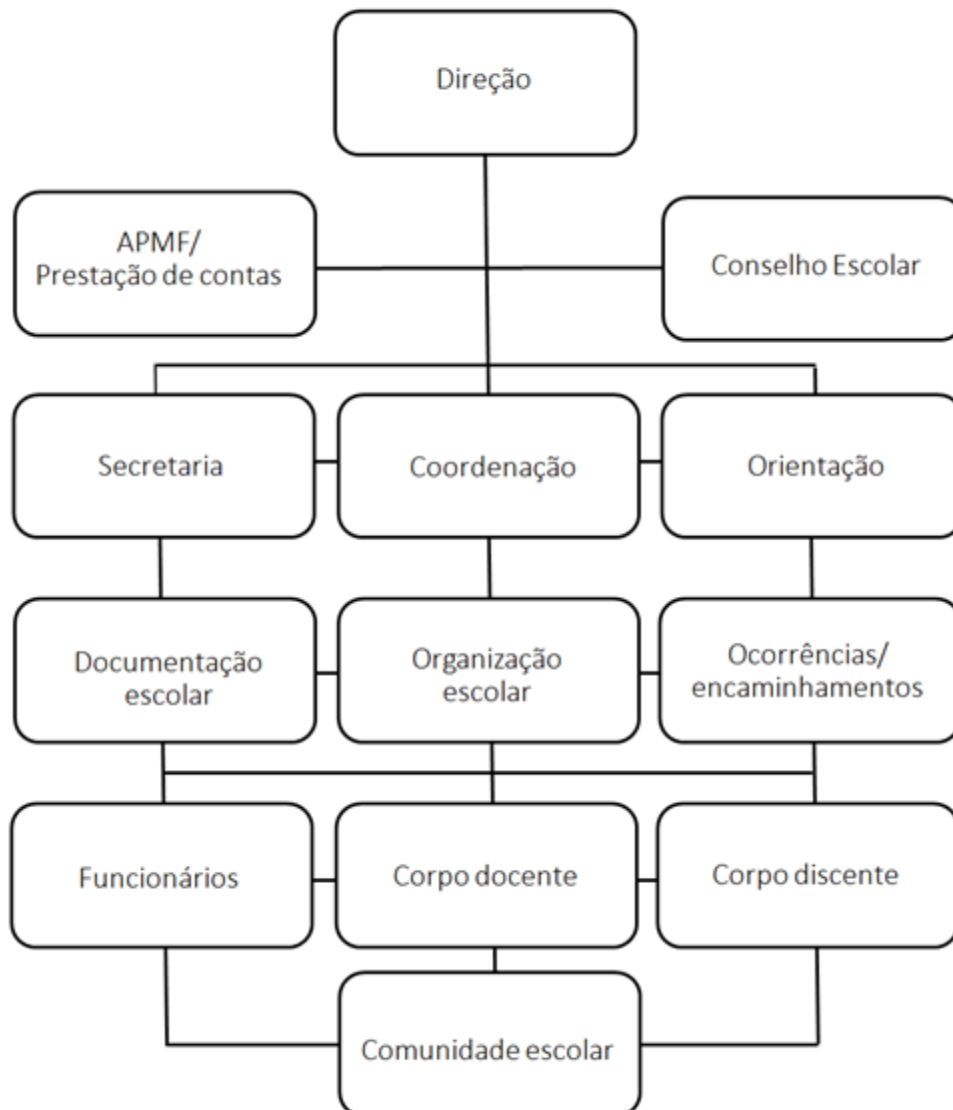 Direção
APMF/
Prestação de contas
Conselho Escolar
Secretaria
Coordenação
Orientação
Documentação
escolar
Organização
escolar
Ocorrências/
encaminhamentos
Funcionários
Corpo docente
Corpo discente
Comunidade escolar